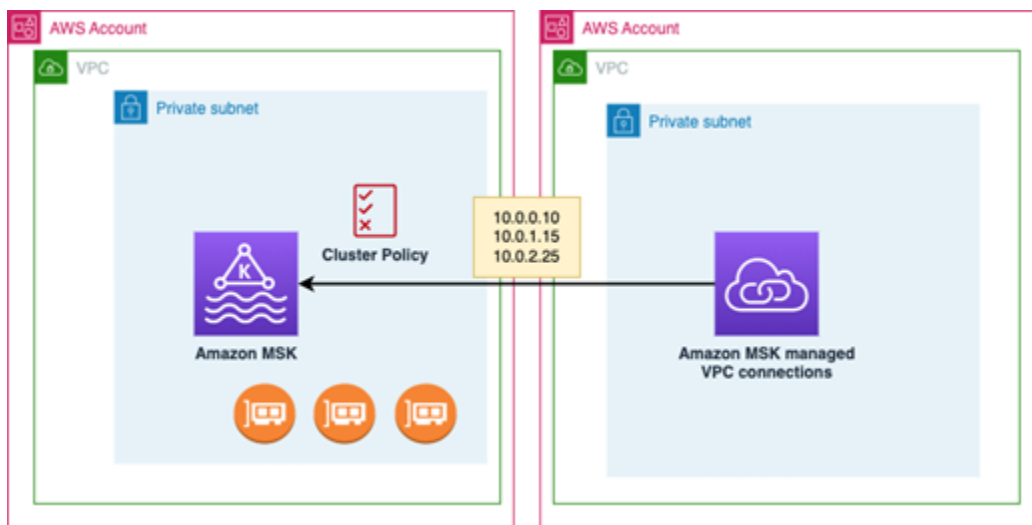 AWS Account
AWS Account
VPC
VPC
Private subnet
Private subnet
10.0.0.10
10.0.1.15
10.0.2.25
Cluster Policy
K
Amazon MSK
Amazon MSK managed
VPC connections